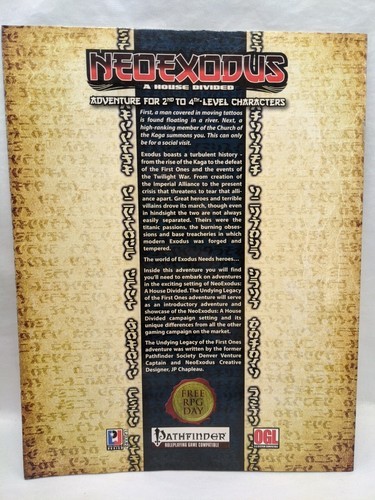 NEOEXODUS
A HOUSE DIVIDED
ADVENTURE FOR 2ND TO 4TH-LEVEL CHARACTERS
First, a man covered in moving tattoos
is found floating in a river. Next, a
high-ranking member of the Church of
the Kaga summons you. This can only
be for a social visit.
Exodus boasts a turbulent history -
from the rise of the Kaga to the defeat
of the First Ones and the events of
the Twilight War. From creation of
the Imperial Alliance to the present
crisis that threatens to tear that alli-
ance apart. Great heroes and terrible
villains drove its march, though even
in hindsight the two are not always
easily separated. Theirs were the
titanic passions, the burning obses-
sions and base treacheries in which
modern Exodus was forged and
tempered.
The world of Exodus Needs heroes...
Inside this adventure you will find
you'll need to embark on adventures
in the exciting setting of NeoExodus:
A House Divided. The Undying Legacy
of the First Ones adventure will serve
as an introductory adventure and
showcase of the NeoExodus: A House
Divided campaign setting and its
unique differences from all the other
gaming campaign on the market.
The Undying Legacy of the First Ones
adventure was written by the former
Pathfinder Society Denver Venture
Captain and NeoExodus Creative
Designer, JP Chapleau.
FREE
RPG
DAY
PATHFINDER
ROLEPLAYING GAME COMPATIBLE
OGL